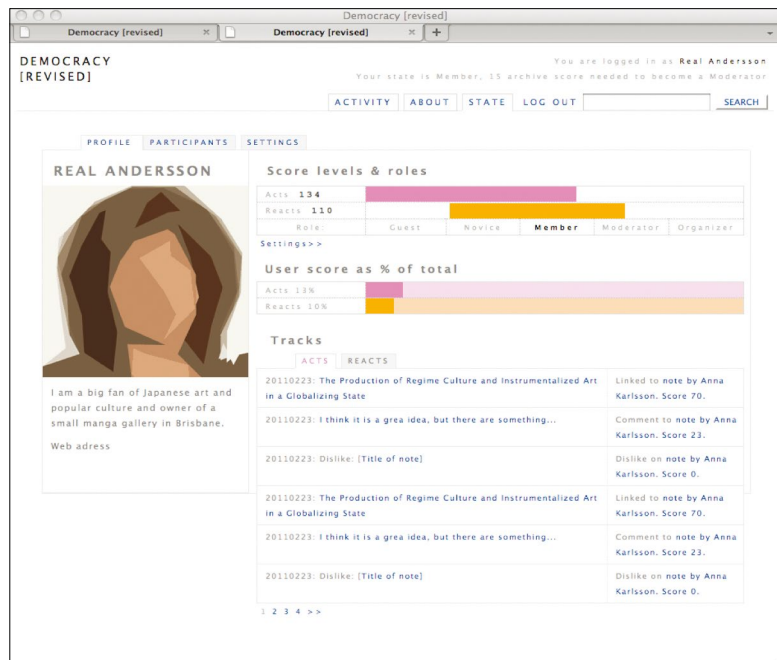 Democracy [revised]
Democracy [revised]
Democracy [revised]
DEMOCRACY
[REVISED]
You are logged in as Real Andersson
Your state is Member, 15 archive score needed to become a Moderator
ACTIVITY ABOUT STATE LOG OUT SEARCH
PROFILE PARTICIPANTS SETTINGS
REAL ANDERSSON
I am a big fan of Japanese art and
popular culture and owner of a
small manga gallery in Brisbane.
Web adress
Score levels & roles
Acts 134
Reacts 110
Role: Guest Novice Member Moderator Organizer
Settings>>
User score as % of total
Acts 13%
Reacts 10%
Tracks
ACTS REACTS
20110223: The Production of Regime Culture and Instrumentalized Art
in a Globalizing State
Linked to note by Anna
Karlsson. Score 70.
20110223: I think it is a grea idea, but there are something...
Comment to note by Anna
Karlsson. Score 23.
20110223: Dislike: [Title of note]
Dislike on note by Anna
Karlsson. Score 0.
20110223: The Production of Regime Culture and Instrumentalized Art
in a Globalizing State
Linked to note by Anna
Karlsson. Score 70.
20110223: I think it is a grea idea, but there are something...
Comment to note by Anna
Karlsson. Score 23.
20110223: Dislike: [Title of note]
Dislike on note by Anna
Karlsson. Score 0.
1 2 3 4 >>